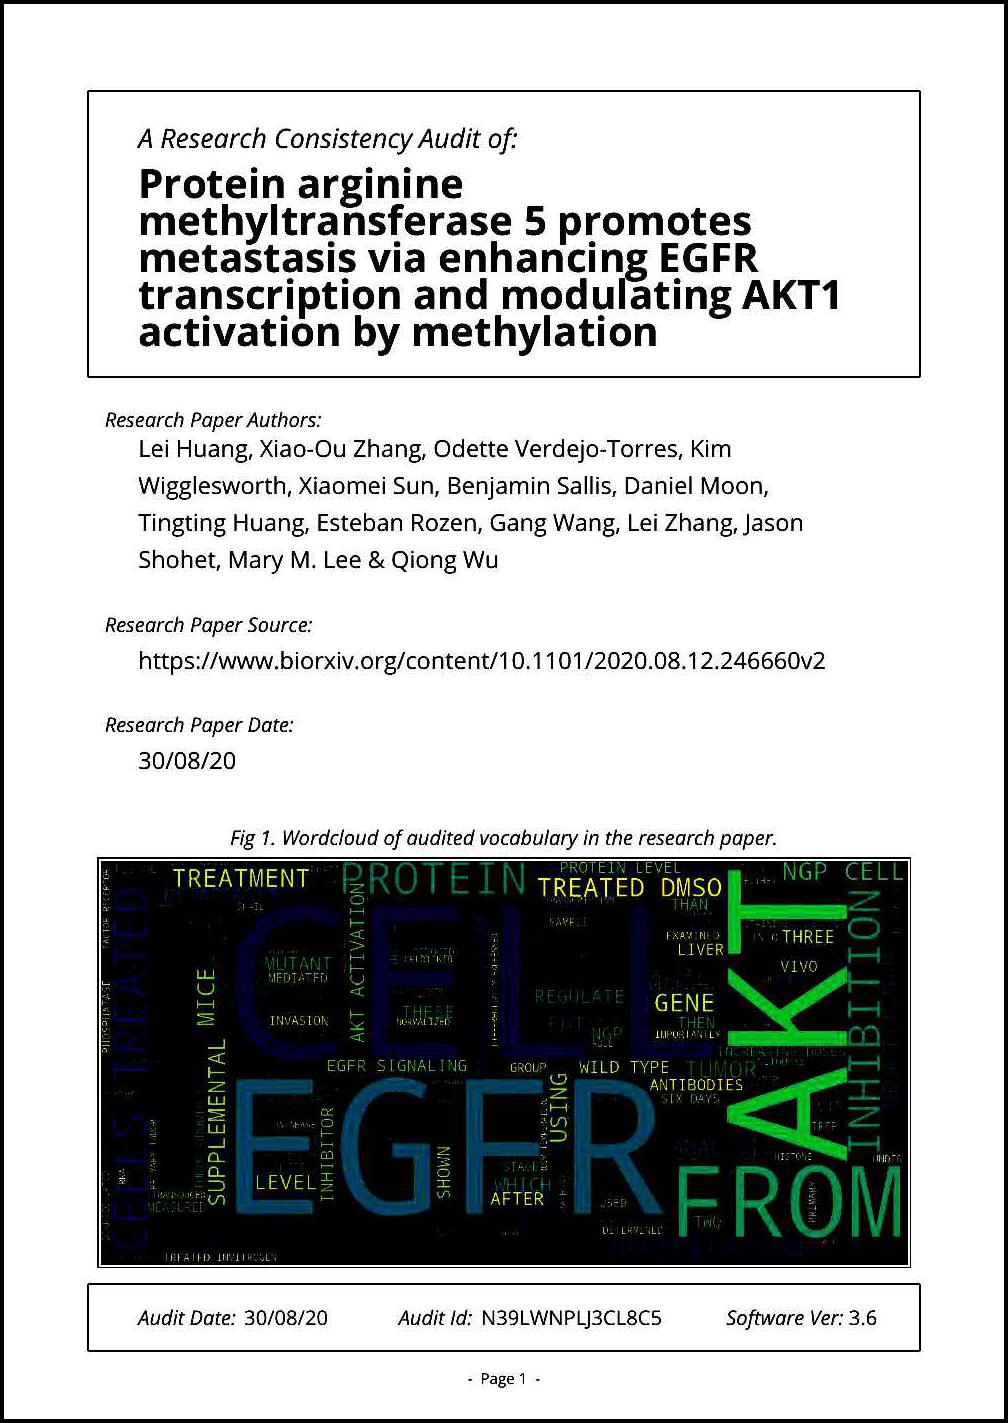 A Research Consistency Audit of:
Protein arginine
methyltransferase 5 promotes
metastasis via enhancing EGFR
transcription and modulating AKT1
activation by methylation
Research Paper Authors:
Lei Huang, Xiao-Ou Zhang, Odette Verdejo-Torres, Kim
Wigglesworth, Xiaomei Sun, Benjamin Sallis, Daniel Moon,
Tingting Huang, Esteban Rozen, Gang Wang, Lei Zhang, Jason
Shohet, Mary M. Lee & Qiong Wu
Research Paper Source:
https://www.biorxiv.org/content/10.1101/2020.08.12.246660v2
Research Paper Date:
30/08/20
Fig 1. Wordcloud of audited vocabulary in the research paper.
TREATMENT
PROTEIN
PROTEIN LEVEL
NGP CELL
TREATED DMSO
THAN
SAMPLE
EXAMINED
LIVER
THREE
VIVO
MUTANT
MEDIATED
INVASION
AKT ACTIVATION
THESE
NORMALIZED
REGULATE
NGP
GENE
THEN
IMPORTANTLY
CELL
AKT
INHIBITION
CELLS TREATED
MICE
SUPPLEMENTAL
EGFR SIGNALING
GROUP
WILD TYPE
TUMOR
INCREASING DOSES
ANTIBODIES
SIX DAYS
USING
EGFR
DATABASE
LEVEL
INHIBITOR
SHOWN
STAGE
WHICH
AFTER
USED
DETERMINED
FROM
TWO
PRIMARY
HISTONE
UNDER
TRANSDUCED
MEASURED
TREATED INVITROGEN
Audit Date: 30/08/20 Audit Id: N39LWNPLJ3CL8C5 Software Ver: 3.6
- Page 1 -